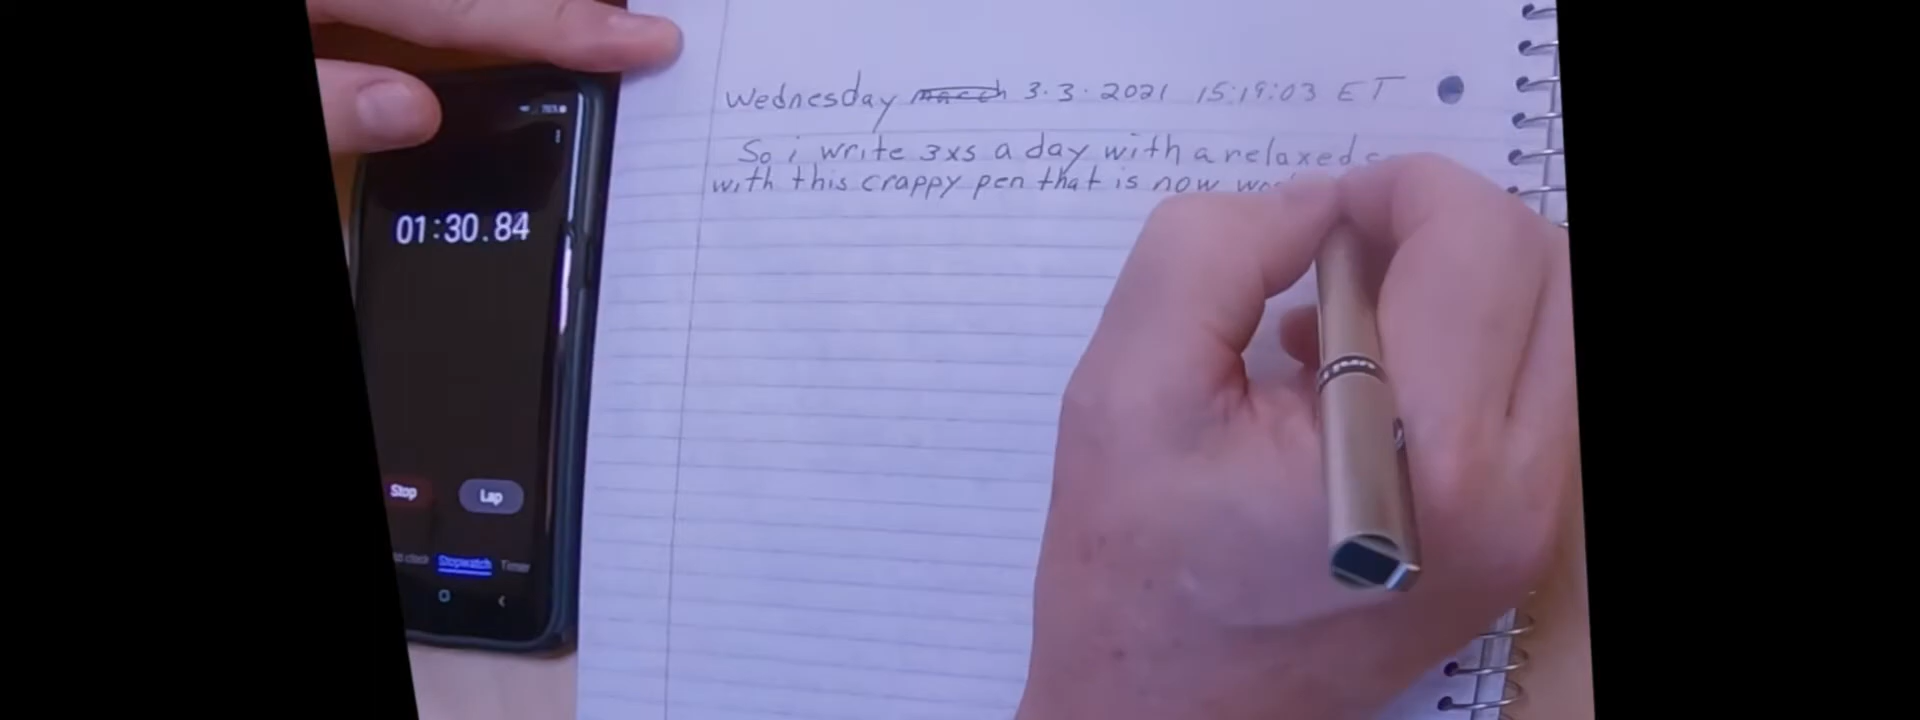 01:30.84
Stop
Lap
Stopwatch
Timer
Wednesday march 3.3.2021 15:19:03 ET
So i write 3xs a day with a relaxed
with this crappy pen that is now